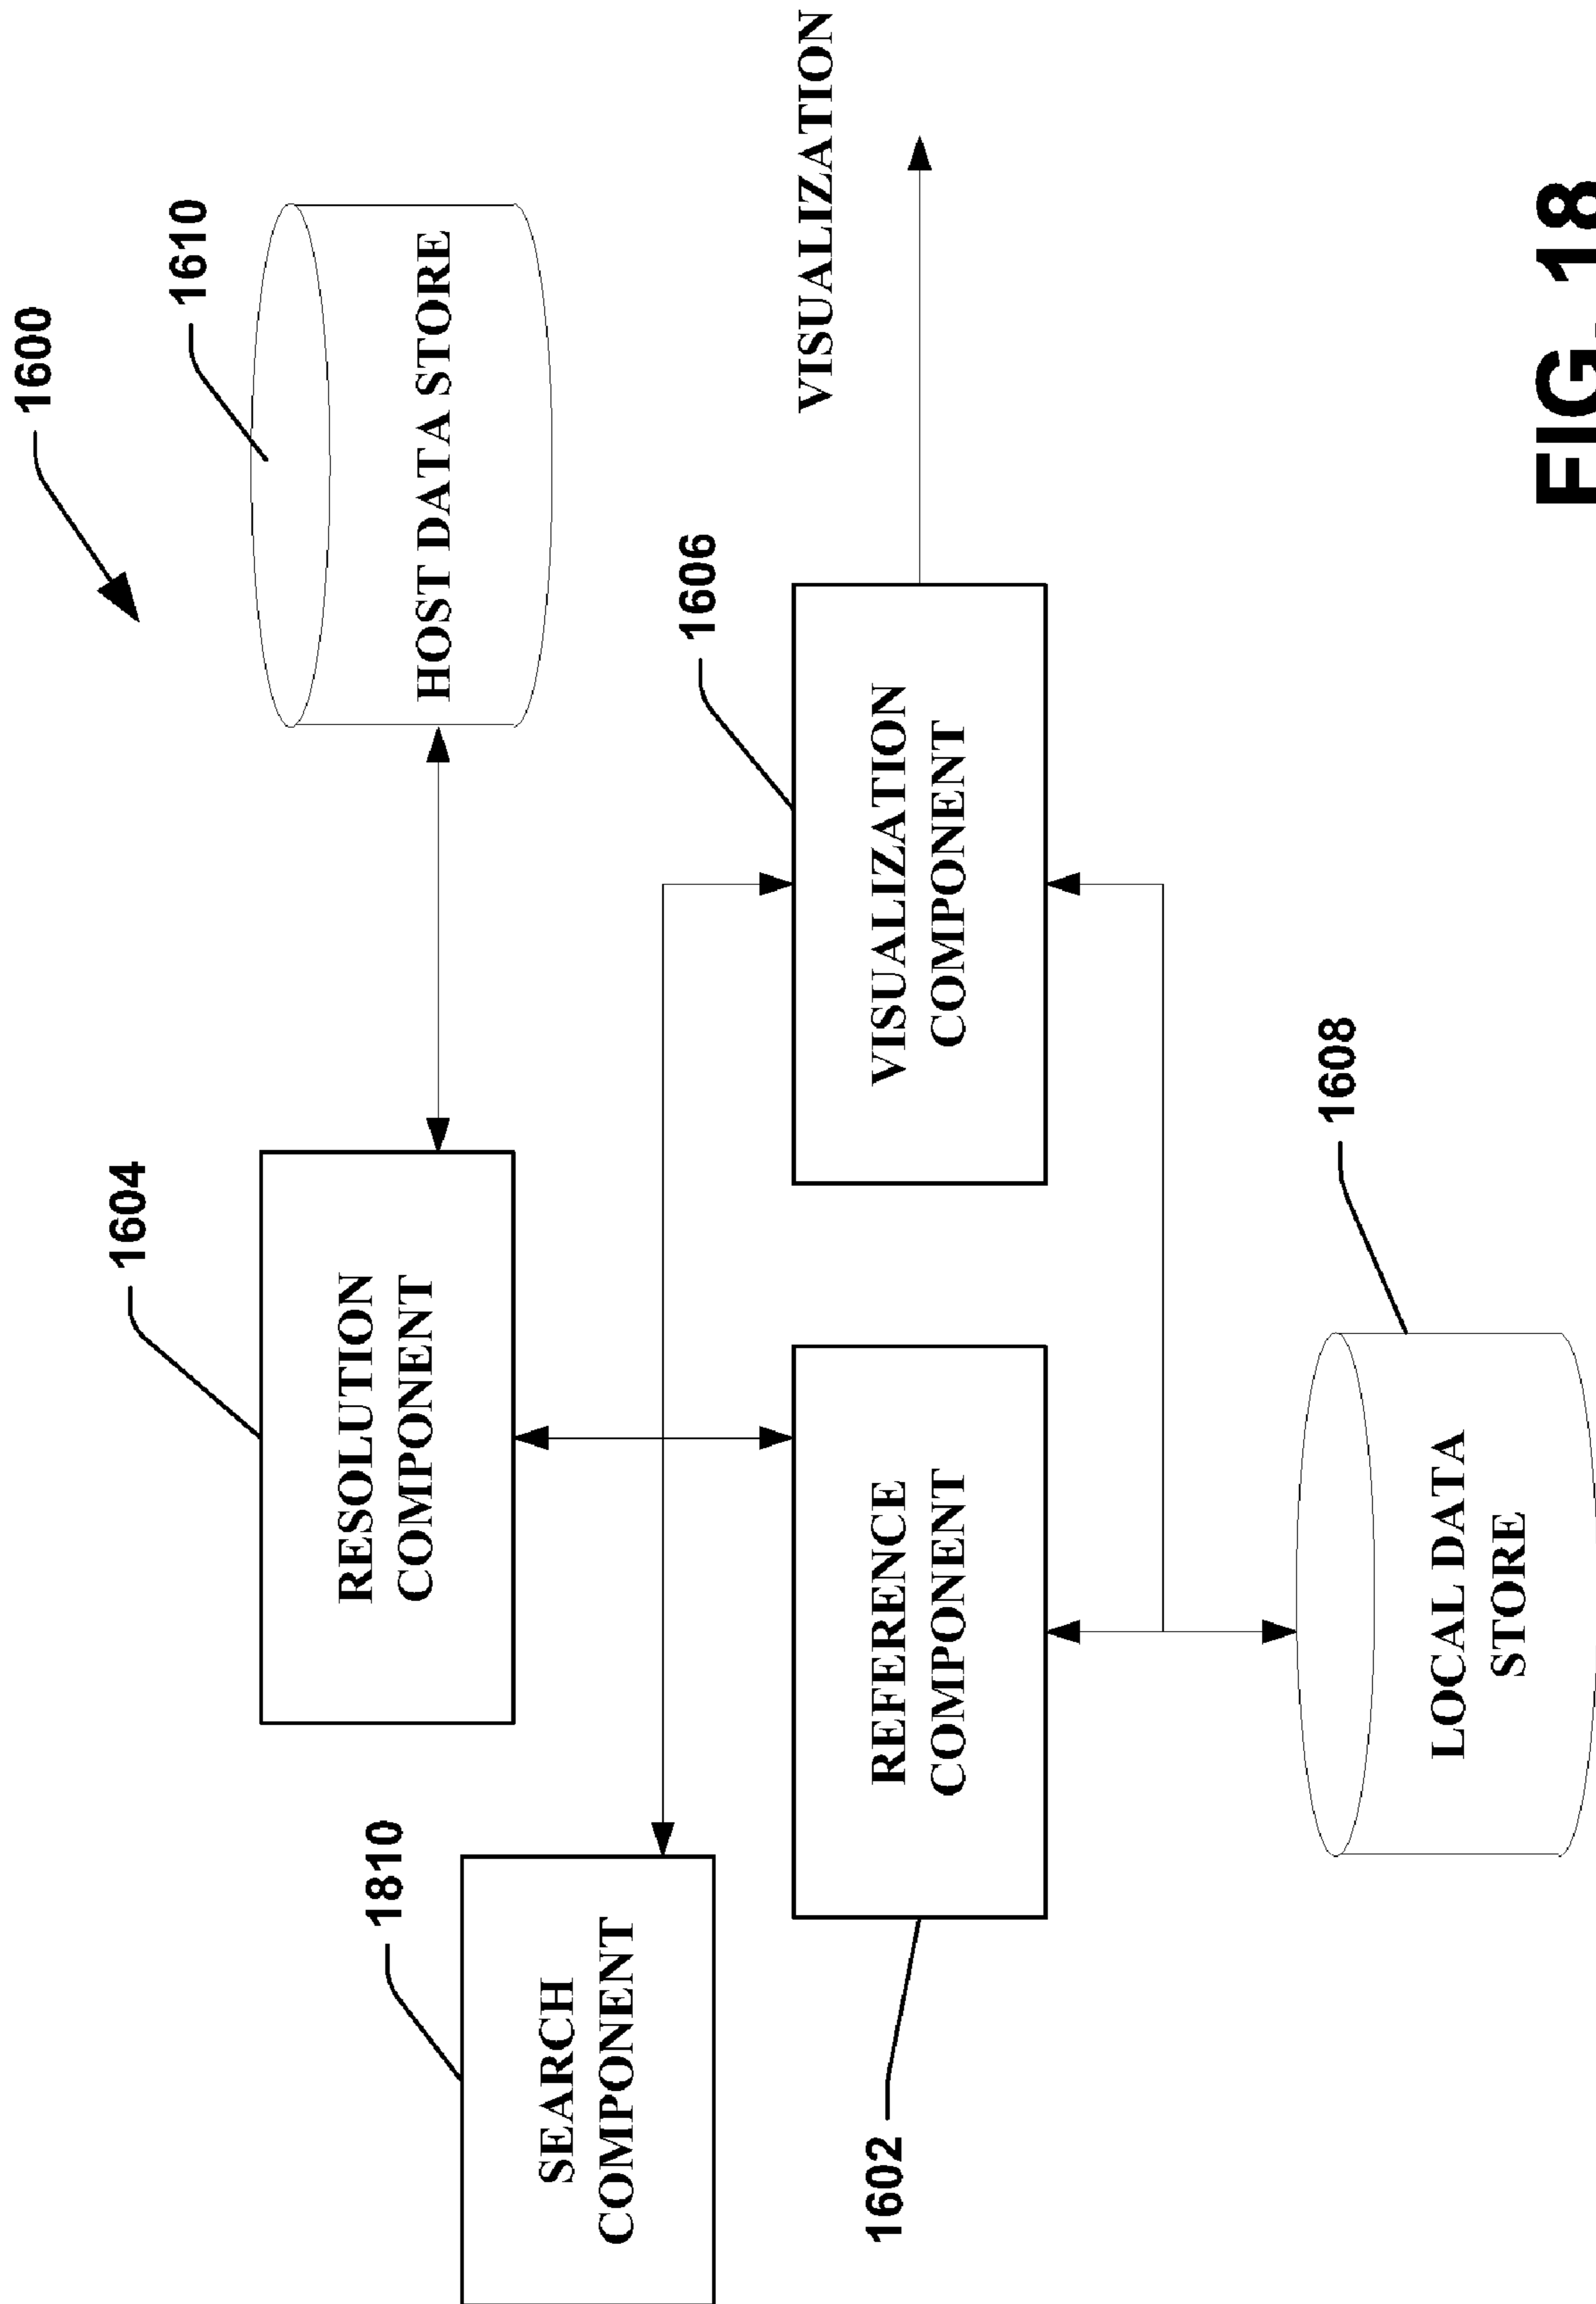 1600
1610
HOST DATA STORE
1604
RESOLUTION
COMPONENT
1810
SEARCH
COMPONENT
1606
VISUALIZATION
COMPONENT
VISUALIZATION
REFERENCE
COMPONENT
1602
1608
LOCAL DATA
STORE
FIG. 18